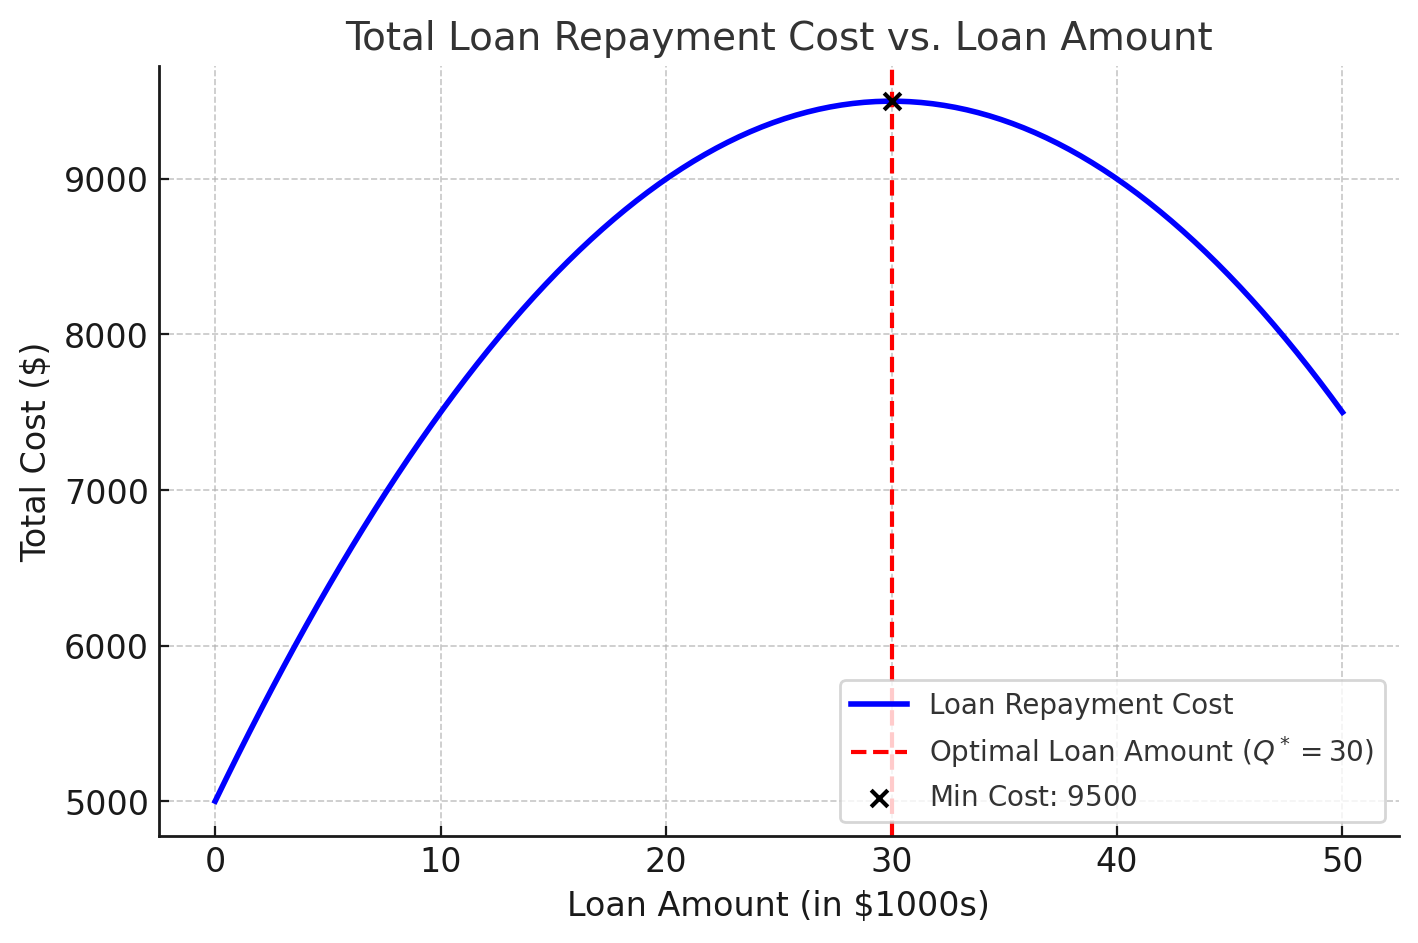 Total Loan Repayment Cost vs. Loan Amount
9000
8000
7000
6000
5000
Total Cost ($)
Loan Repayment Cost
Optimal Loan Amount (Q* = 30)
Min Cost: 9500
0 10 20 30 40 50
Loan Amount (in $1000s)